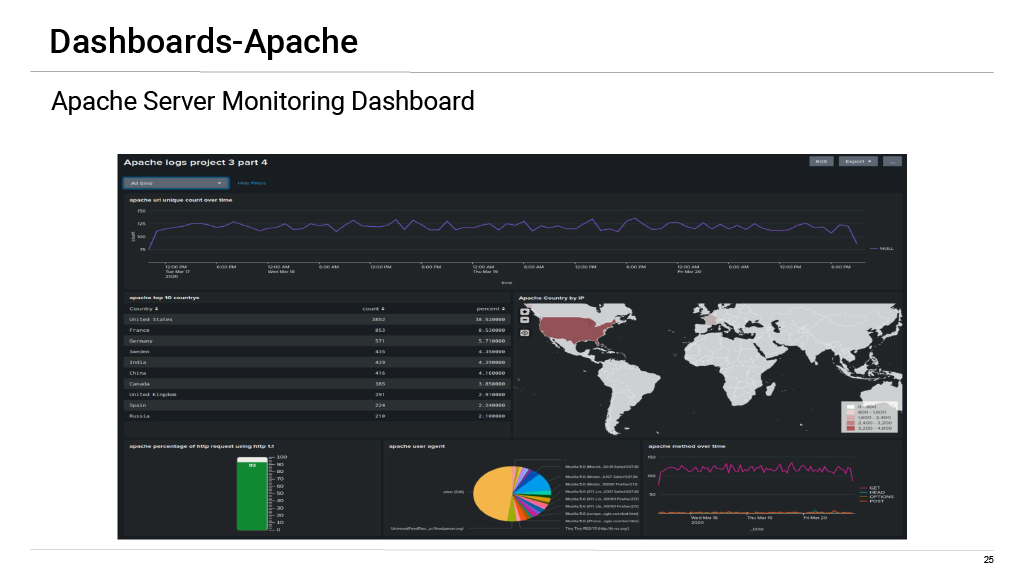 Dashboards-Apache
Apache Server Monitoring Dashboard
Apache logs project 3 part 4
Edit Export ...
All time Hide Filters
apache uri unique count over time
150
125
100
75
count
12:00 PM 6:00 PM 12:00 AM 6:00 AM 12:00 PM 6:00 PM 12:00 AM 6:00 AM 12:00 PM 6:00 PM 12:00 AM 6:00 AM 12:00 PM 6:00 PM
Tue Mar 17 Wed Mar 18 Thu Mar 19 Fri Mar 20
2020
time
NULL
apache top 10 countrys
Country count percent
United States 3852 38.520000
France 853 8.530000
Germany 571 5.710000
Sweden 435 4.350000
India 429 4.290000
China 416 4.160000
Canada 385 3.850000
United Kingdom 291 2.910000
Spain 224 2.240000
Russia 210 2.100000
Apache Country by IP
0 - 800
800 - 1,600
1,600 - 2,400
2,400 - 3,200
3,200 - 4,000
apache percentage of http request using http 1.1
93
100
90
80
70
60
50
40
30
20
10
0
apache user agent
other (536)
apache method over time
150
100
50
Wed Mar 18 Thu Mar 19 Fri Mar 20
2020
_time
GET
HEAD
OPTIONS
POST
25